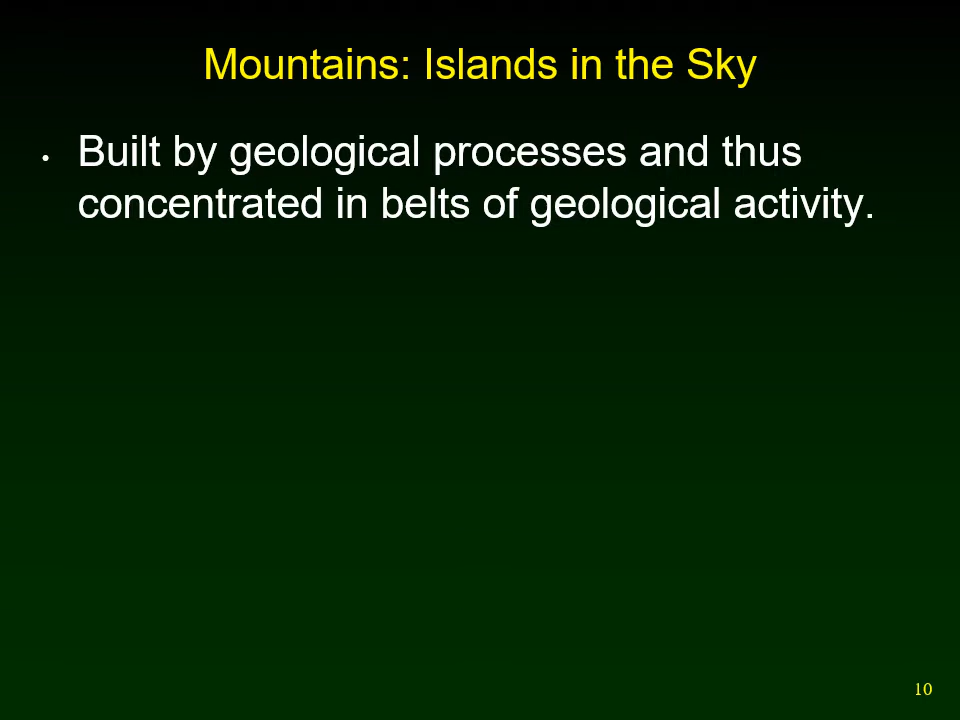 Mountains: Islands in the Sky
• Built by geological processes and thus
concentrated in belts of geological activity.
10